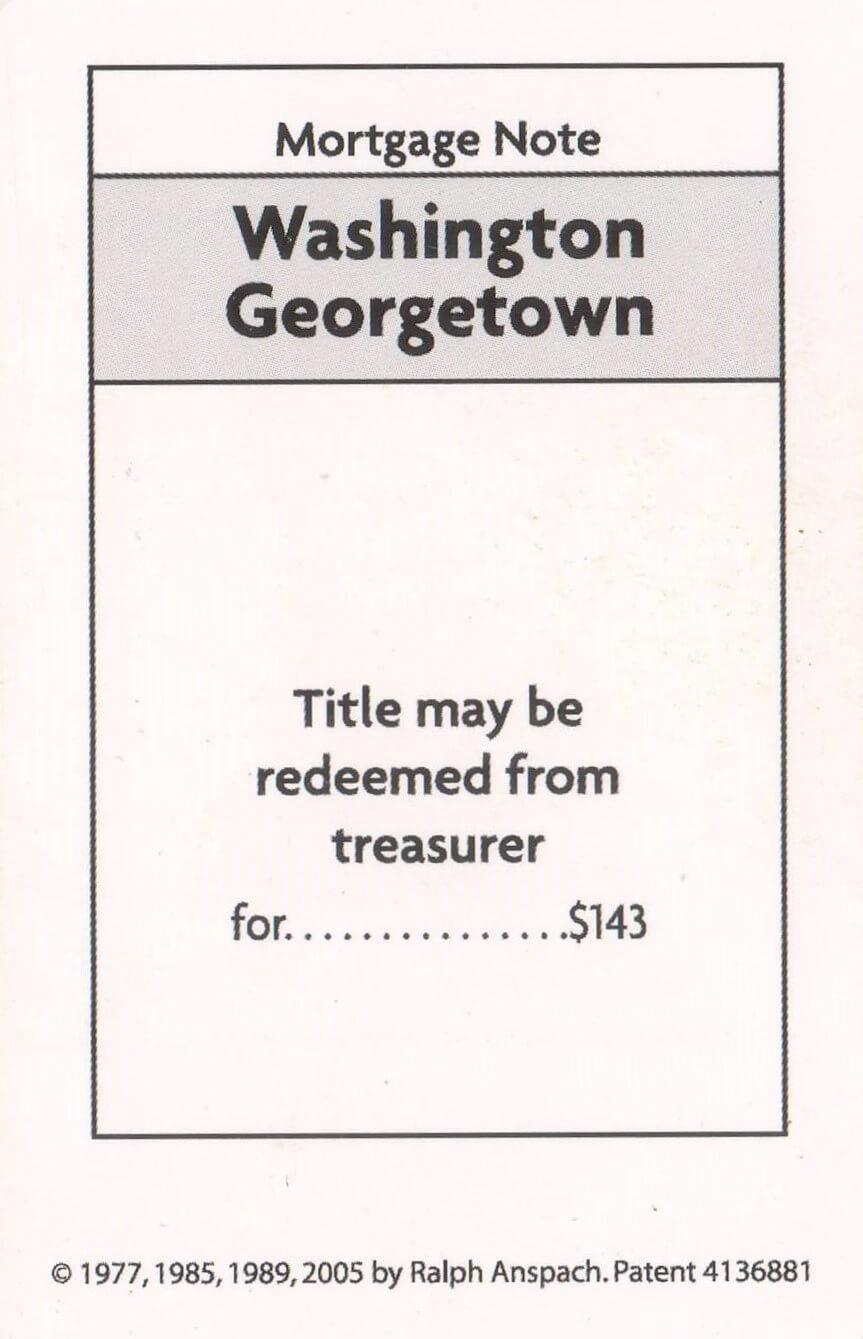 Mortgage Note
Washington
Georgetown
Title may be
redeemed from
treasurer
for................$143
© 1977, 1985, 1989, 2005 by Ralph Anspach. Patent 4136881